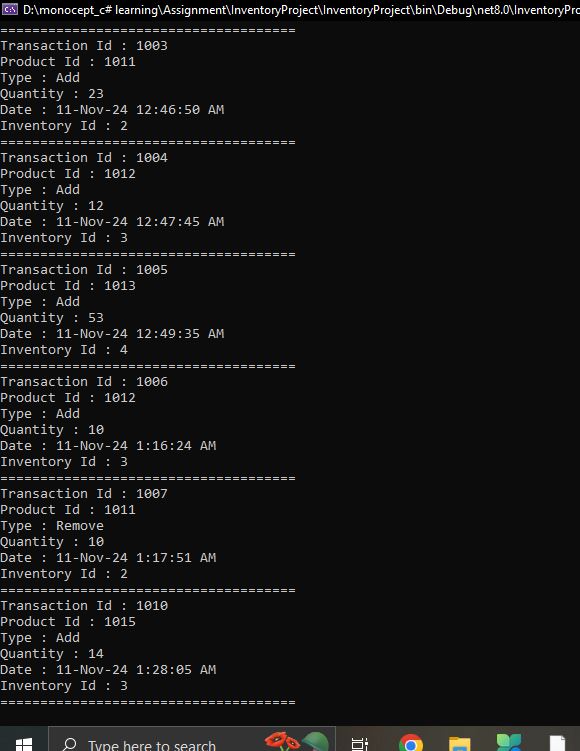 D:\monocept_c# learning\Assignment\InventoryProject\InventoryProject\bin\Debug\net8.0\InventoryPro
====================================
Transaction Id : 1003
Product Id : 1011
Type : Add
Quantity : 23
Date : 11-Nov-24 12:46:50 AM
Inventory Id : 2
====================================
Transaction Id : 1004
Product Id : 1012
Type : Add
Quantity : 12
Date : 11-Nov-24 12:47:45 AM
Inventory Id : 3
====================================
Transaction Id : 1005
Product Id : 1013
Type : Add
Quantity : 53
Date : 11-Nov-24 12:49:35 AM
Inventory Id : 4
====================================
Transaction Id : 1006
Product Id : 1012
Type : Add
Quantity : 10
Date : 11-Nov-24 1:16:24 AM
Inventory Id : 3
====================================
Transaction Id : 1007
Product Id : 1011
Type : Remove
Quantity : 10
Date : 11-Nov-24 1:17:51 AM
Inventory Id : 2
====================================
Transaction Id : 1010
Product Id : 1015
Type : Add
Quantity : 14
Date : 11-Nov-24 1:28:05 AM
Inventory Id : 3
====================================
Type here to search